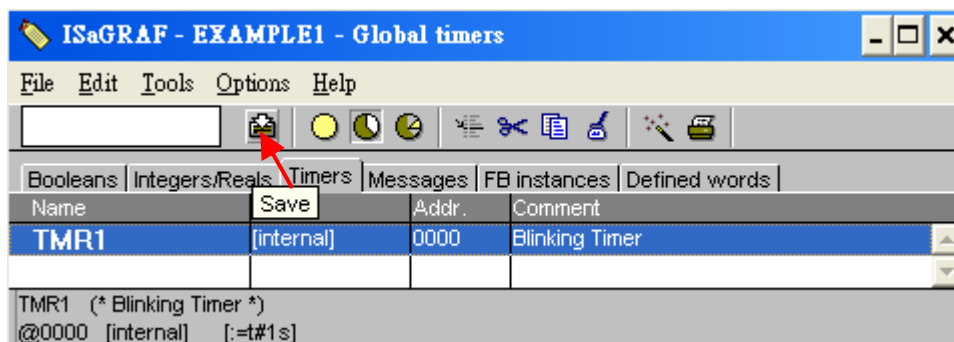 ISaGRAF - EXAMPLE1 - Global timers
File Edit Tools Options Help
Booleans Integers/Reals Timers Messages FB instances Defined words
Name Save Addr. Comment
TMR1 [internal] 0000 Blinking Timer
TMR1 (* Blinking Timer *)
@0000 [internal] [:=t#1s]